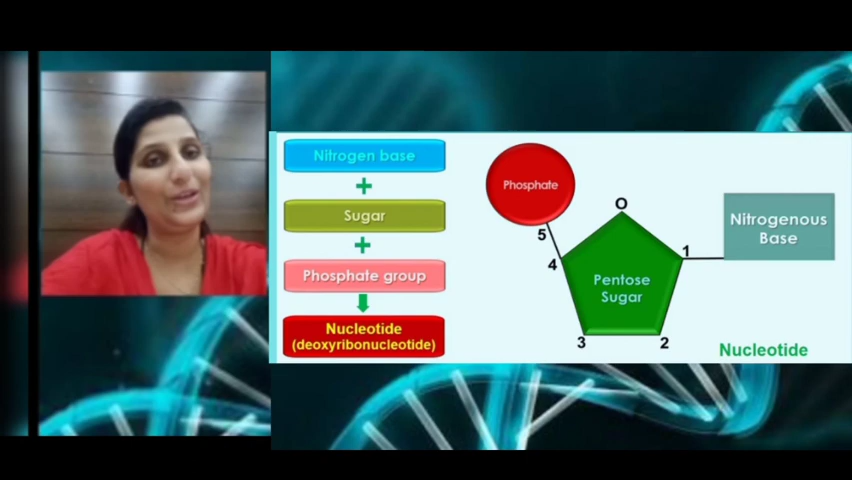 Nitrogen base
+
Sugar
+
Phosphate group
Nucleotide
(deoxyribonucleotide)
Phosphate
5
4
O
1
Pentose
Sugar
3
2
Nitrogenous
Base
Nucleotide